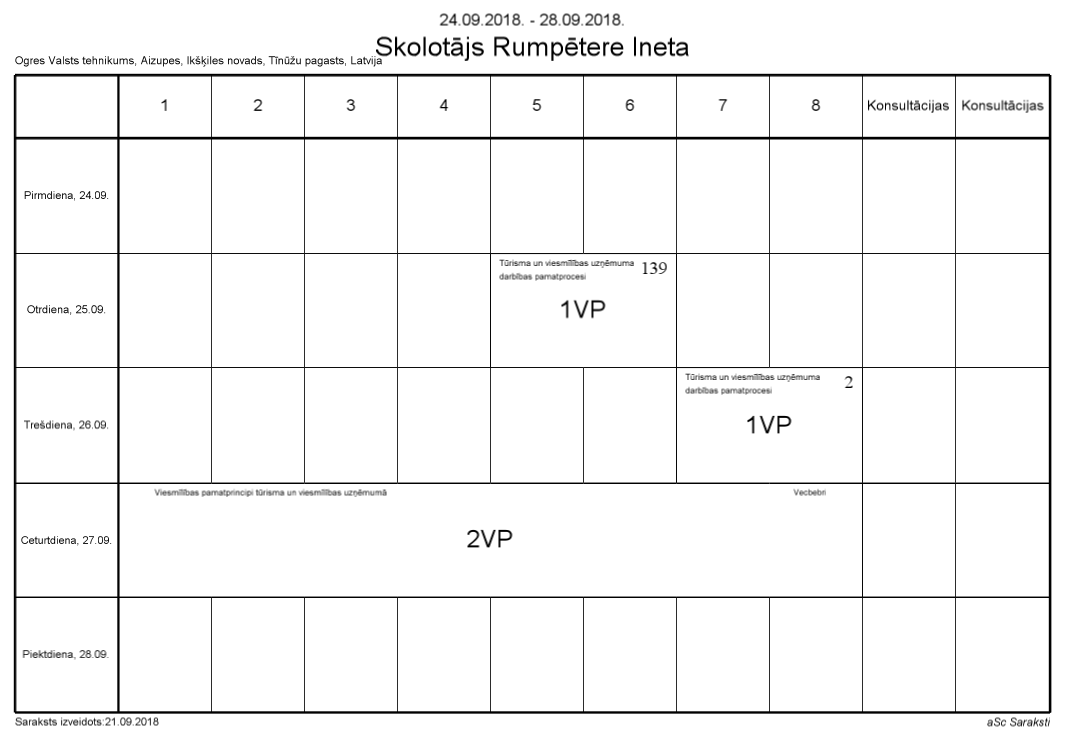 24.09.2018. - 28.09.2018.
Skolotājs Rumpētere Ineta
Ogres Valsts tehnikums, Aizupes, Ikšķiles novads, Tīnūžu pagasts, Latvija
1 2 3 4 5 6 7 8 Konsultācijas Konsultācijas
Pirmdiena, 24.09.
Otrdiena, 25.09.
Tūrisma un viesmīlības uzņēmuma 139
darbības pamatprocesi
1VP
Trešdiena, 26.09.
Tūrisma un viesmīlības uzņēmuma 2
darbības pamatprocesi
1VP
Ceturtdiena, 27.09.
Viesmīlības pamatprincipi tūrisma un viesmīlības uzņēmumā Vecbebri
2VP
Piektdiena, 28.09.
Saraksts izveidots:21.09.2018 aSc Saraksti